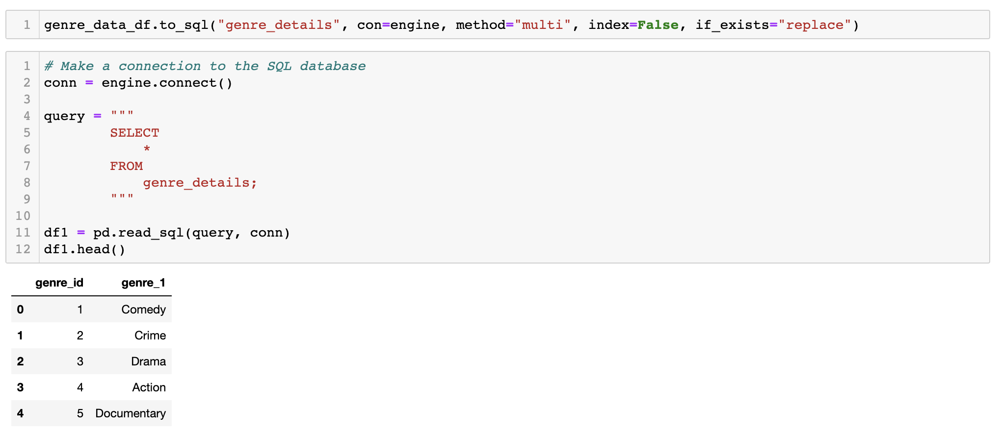 1 genre_data_df.to_sql("genre_details", con=engine, method="multi", index=False, if_exists="replace")
1 # Make a connection to the SQL database
2 conn = engine.connect()
3
4 query = """
5         SELECT
6             *
7         FROM
8             genre_details;
9         """
10
11 df1 = pd.read_sql(query, conn)
12 df1.head()
genre_id genre_1
0 1 Comedy
1 2 Crime
2 3 Drama
3 4 Action
4 5 Documentary